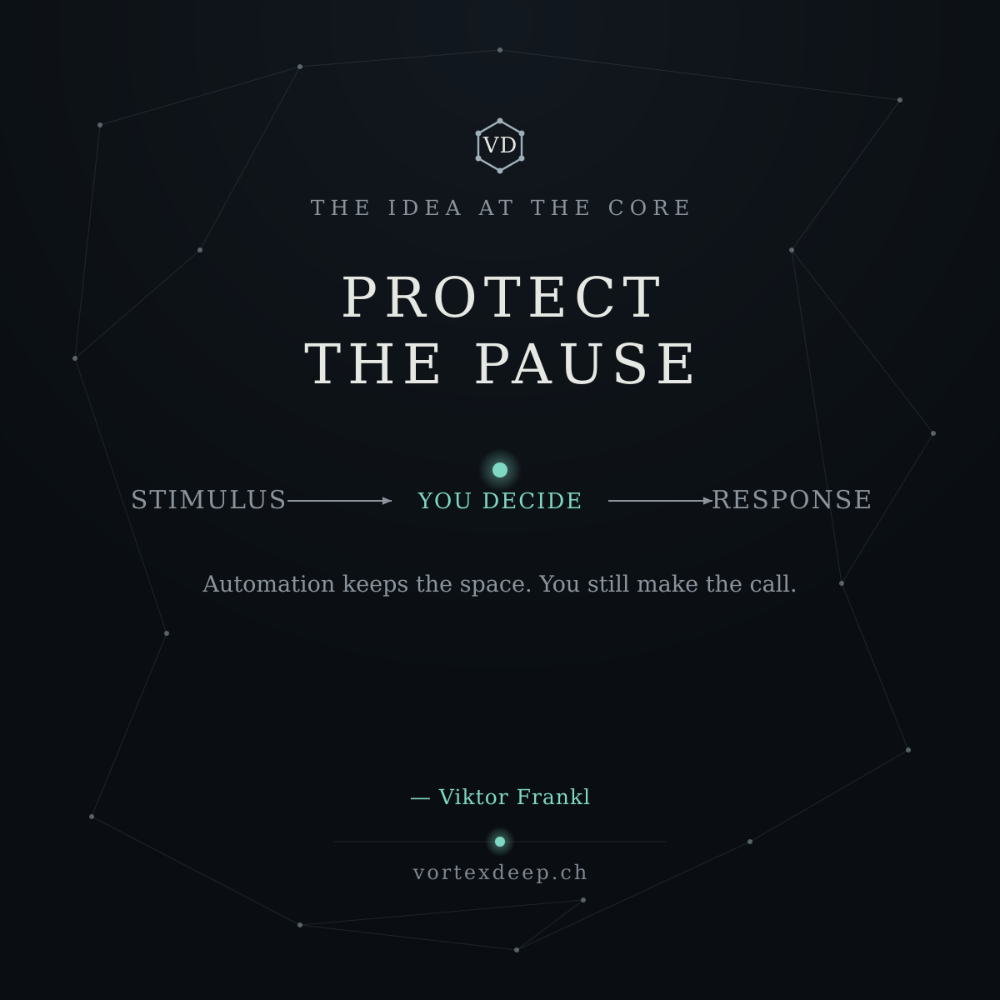 VD
THE IDEA AT THE CORE
PROTECT
THE PAUSE
STIMULUS YOU DECIDE RESPONSE
Automation keeps the space. You still make the call.
— Viktor Frankl
vortexdeep.ch